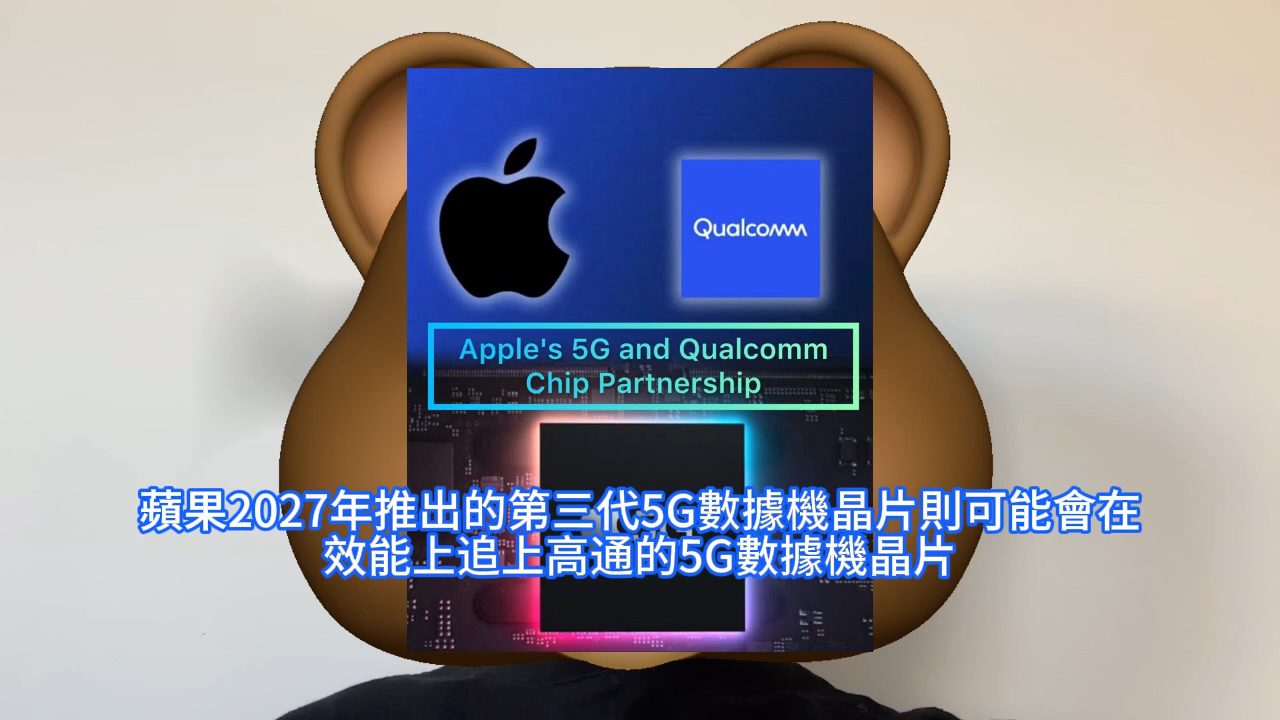 Qualcomm
Apple's 5G and Qualcomm
Chip Partnership
蘋果2027年推出的第三代5G數據機晶片則可能會在
效能上追上高通的5G數據機晶片